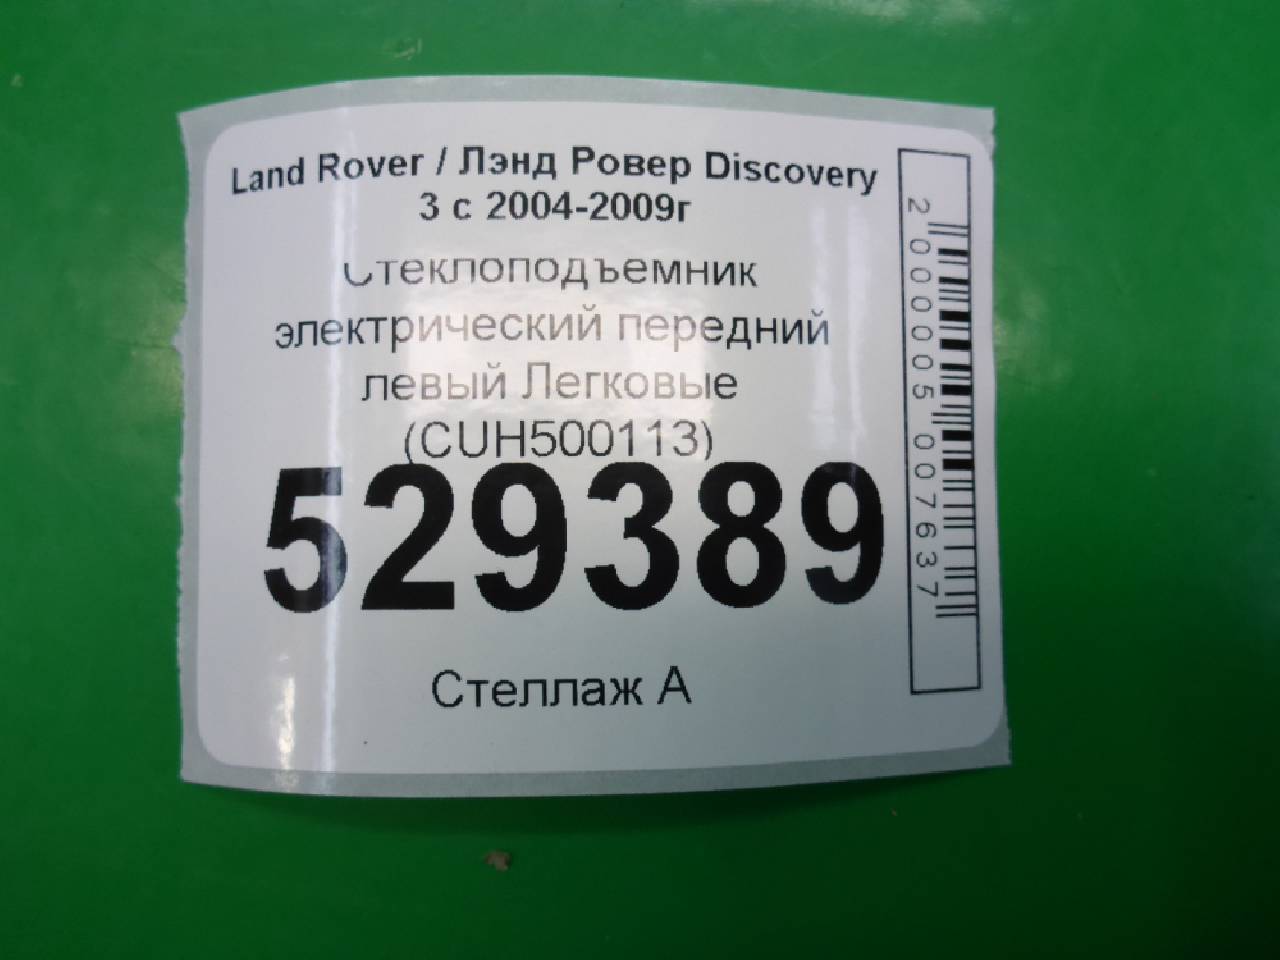 Land Rover / Лэнд Ровер Discovery
3 с 2004-2009г
Стеклоподъемник
электрический передний
левый Легковые
(CUH500113)
529389
Стеллаж А
2000005007637